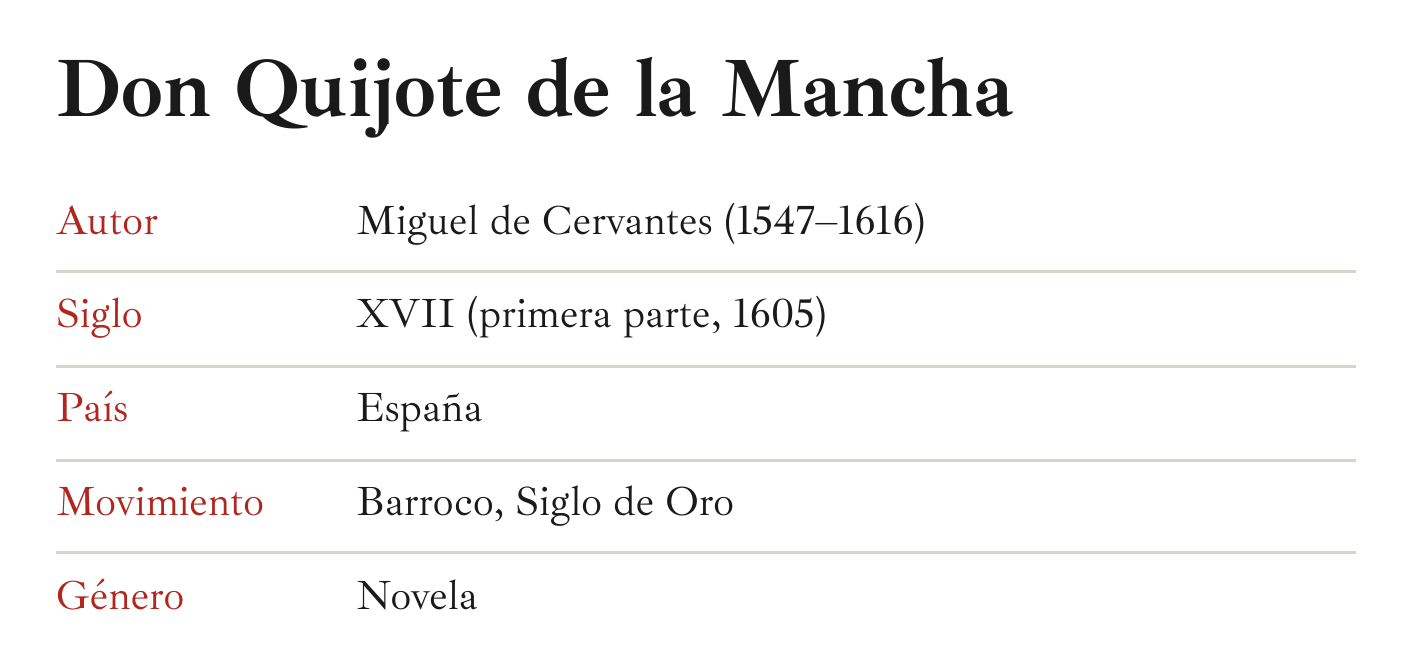 Don Quijote de la Mancha
Autor Miguel de Cervantes (1547–1616)
Siglo XVII (primera parte, 1605)
País España
Movimiento Barroco, Siglo de Oro
Género Novela